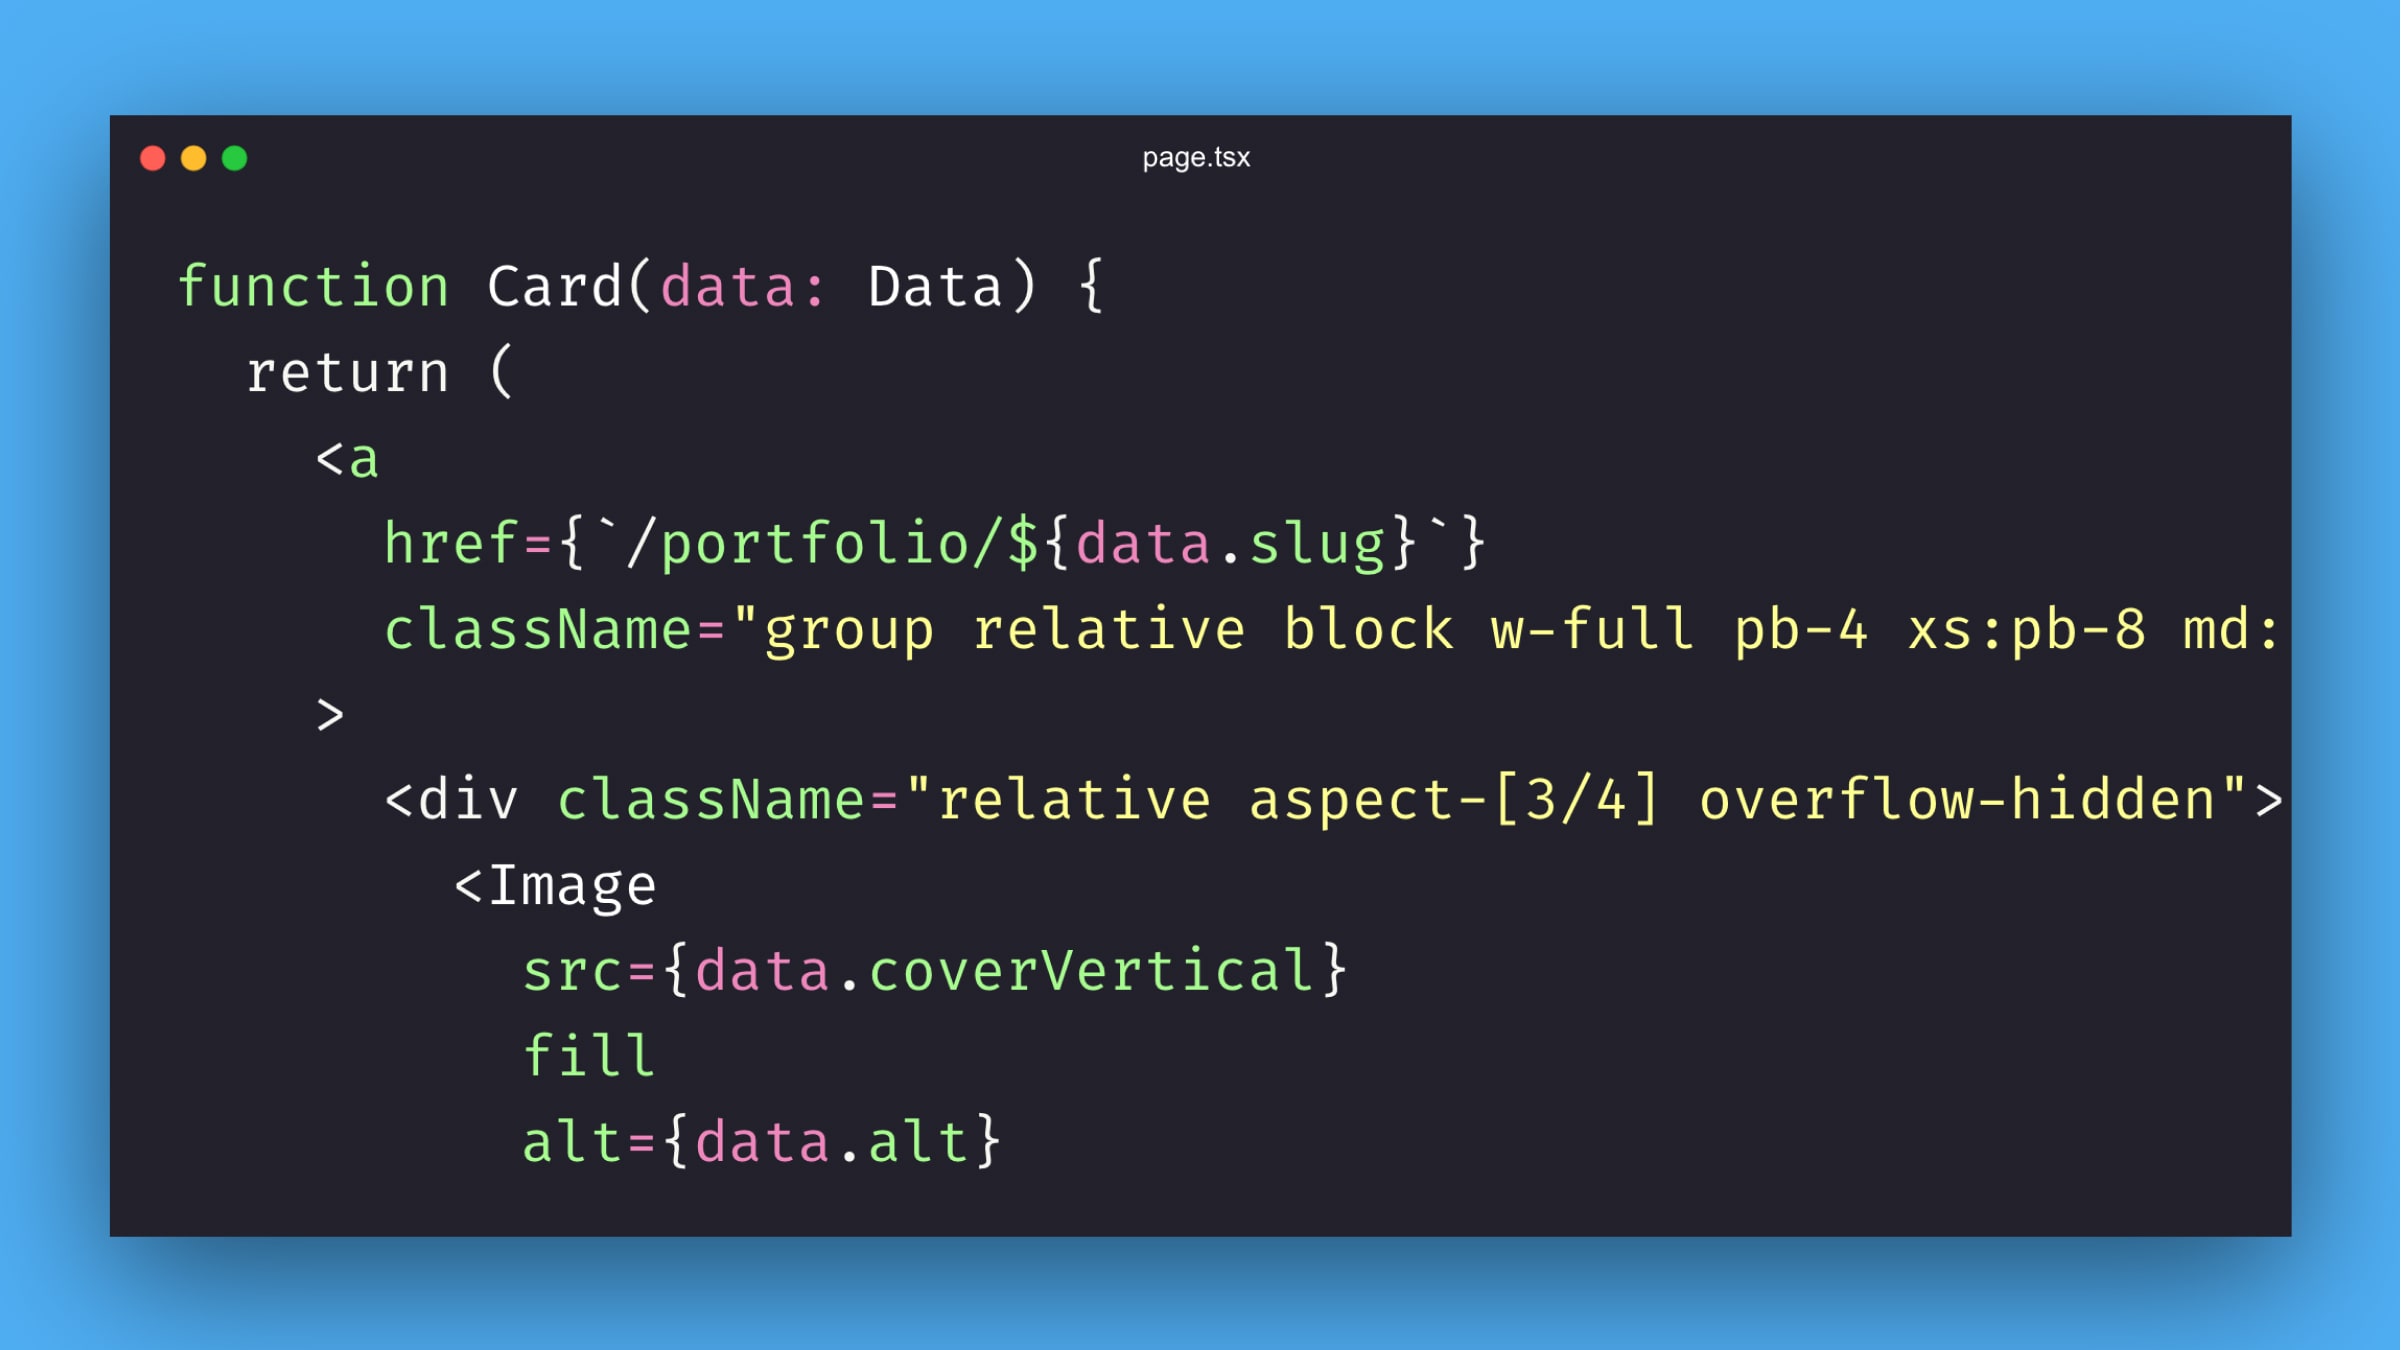 page.tsx
function Card(data: Data) {
return (
<a
href={`/portfolio/${data.slug}`}
className="group relative block w-full pb-4 xs:pb-8 md:
>
<div className="relative aspect-[3/4] overflow-hidden">
<Image
src={data.coverVertical}
fill
alt={data.alt}